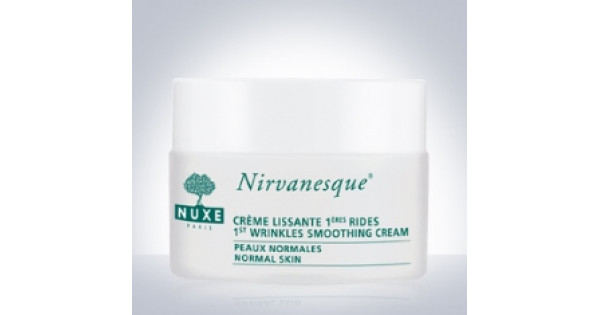 Nirvanesque®
NUXE
PARIS
CRÈME LISSANTE 1ÈRES RIDES
1ST WRINKLES SMOOTHING CREAM
PEAUX NORMALES
NORMAL SKIN